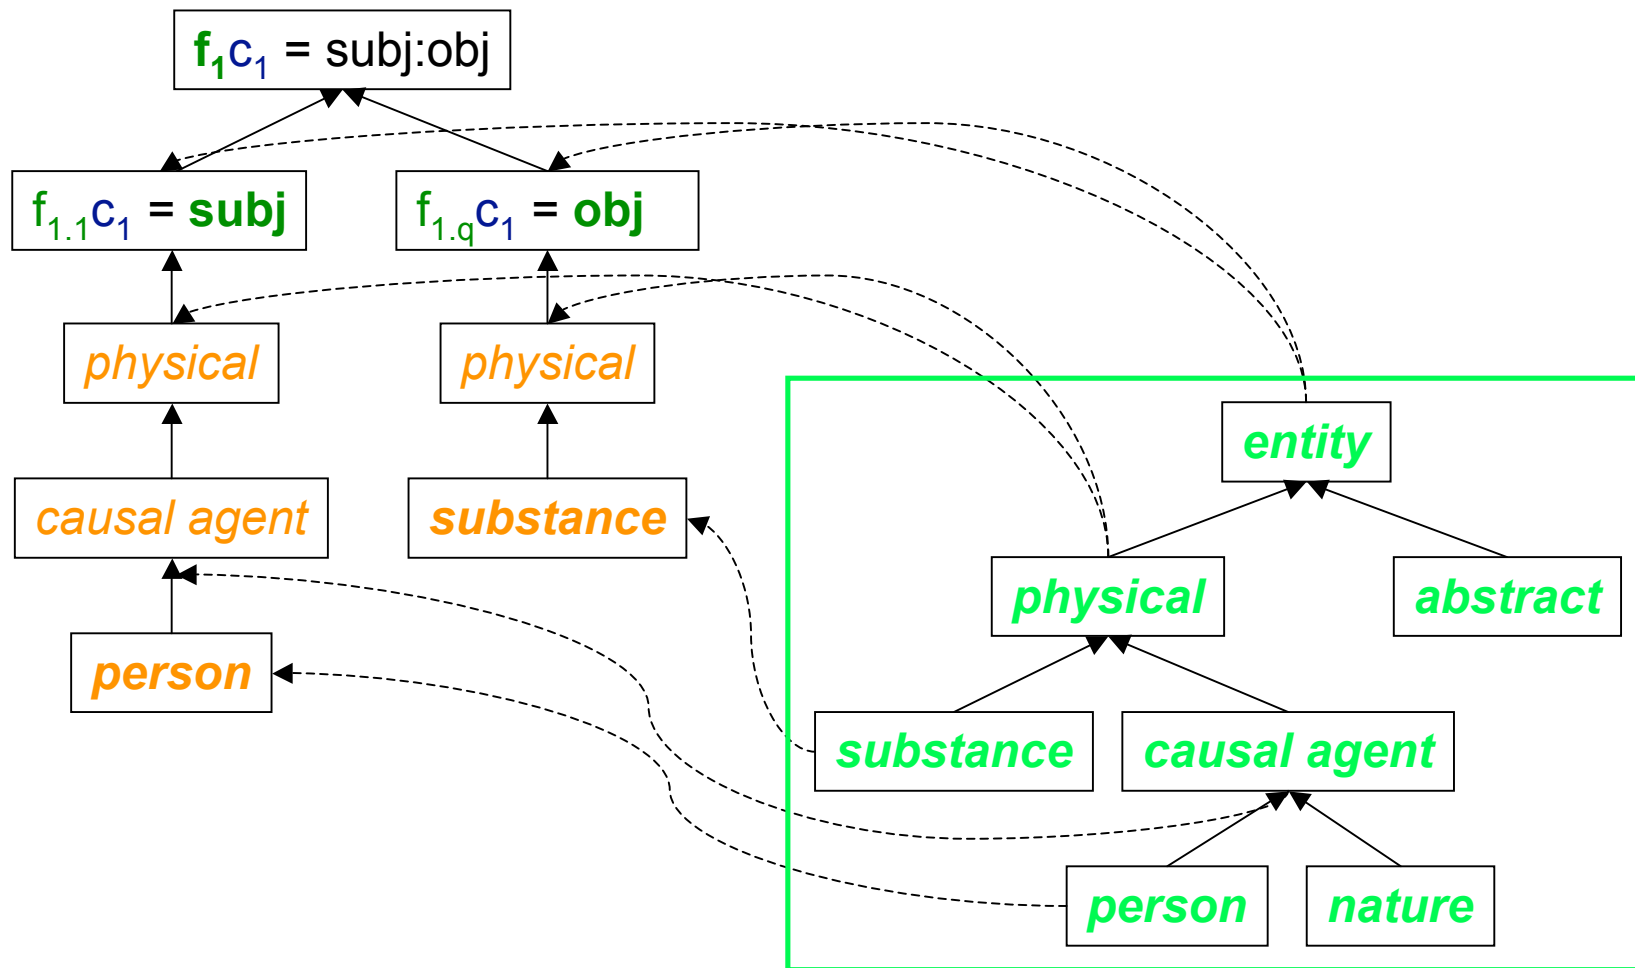 f₁c₁ = subj:obj
f₁.₁c₁ = subj
f₁.qc₁ = obj
physical
physical
causal agent
substance
person
entity
physical
abstract
substance
causal agent
person
nature